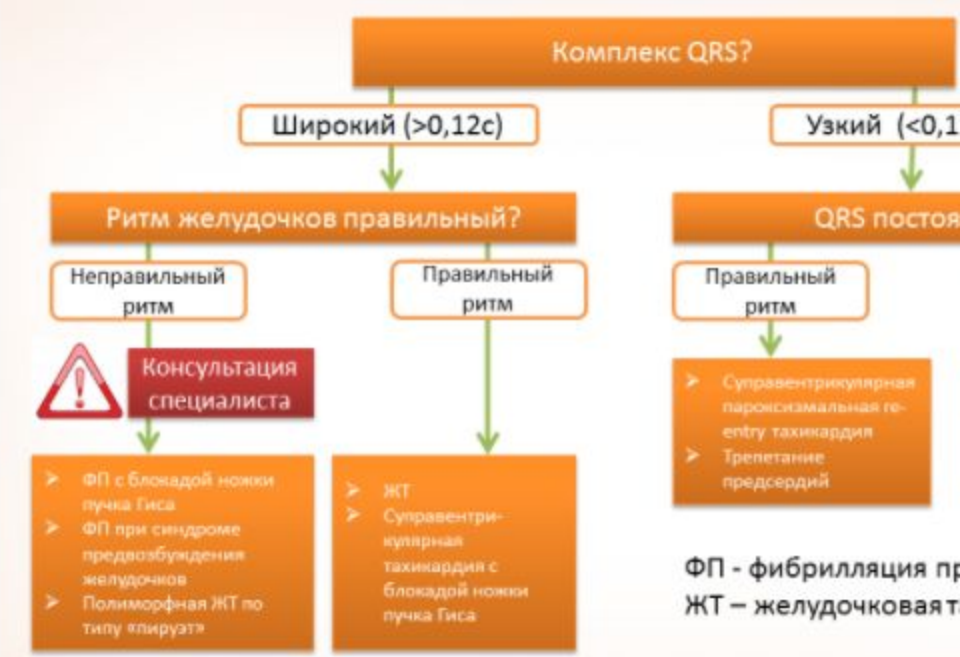 Комплекс QRS?
Широкий (>0,12с)
Узкий (<0,1
Ритм желудочков правильный?
QRS постоя
Неправильный
ритм
Правильный
ритм
Правильный
ритм
Консультация
специалиста
Суправентрикулярная
пароксизмальная re-
entry тахикардия
Трепетание
предсердий
ФП с блокадой ножки
пучка Гиса
ФП при синдроме
предвозбуждения
желудочков
Полиморфная ЖТ по
типу «пируэт»
ЖТ
Суправентри-
кулярная
тахикардия с
блокадой ножки
пучка Гиса
ФП - фибрилляция пр
ЖТ – желудочковая та